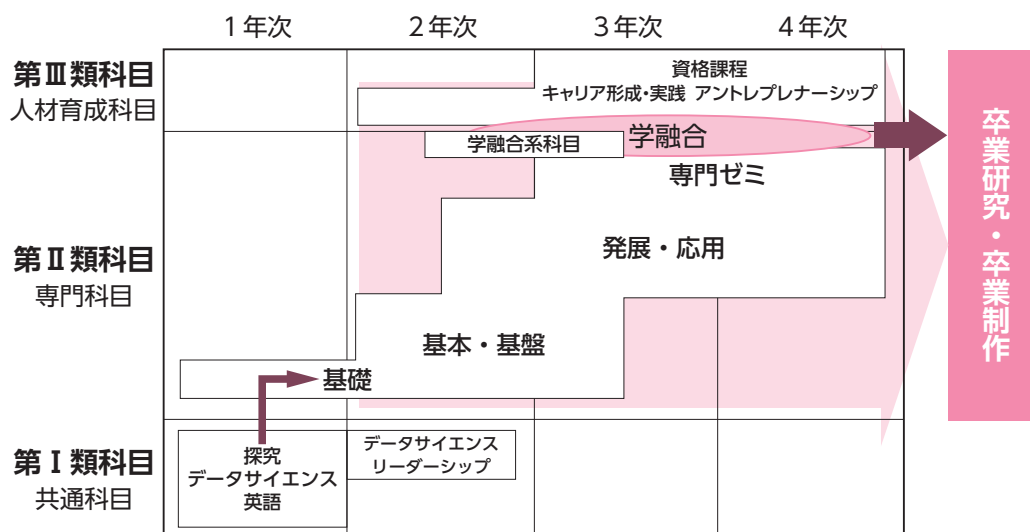 1年次 2年次 3年次 4年次
第Ⅲ類科目
人材育成科目
資格課程
キャリア形成・実践 アントレプレナーシップ
学融合系科目
学融合
専門ゼミ
第Ⅱ類科目
専門科目
発展・応用
基本・基盤
基礎
第Ⅰ類科目
共通科目
探究
データサイエンス
英語
データサイエンス
リーダーシップ
卒業研究・卒業制作